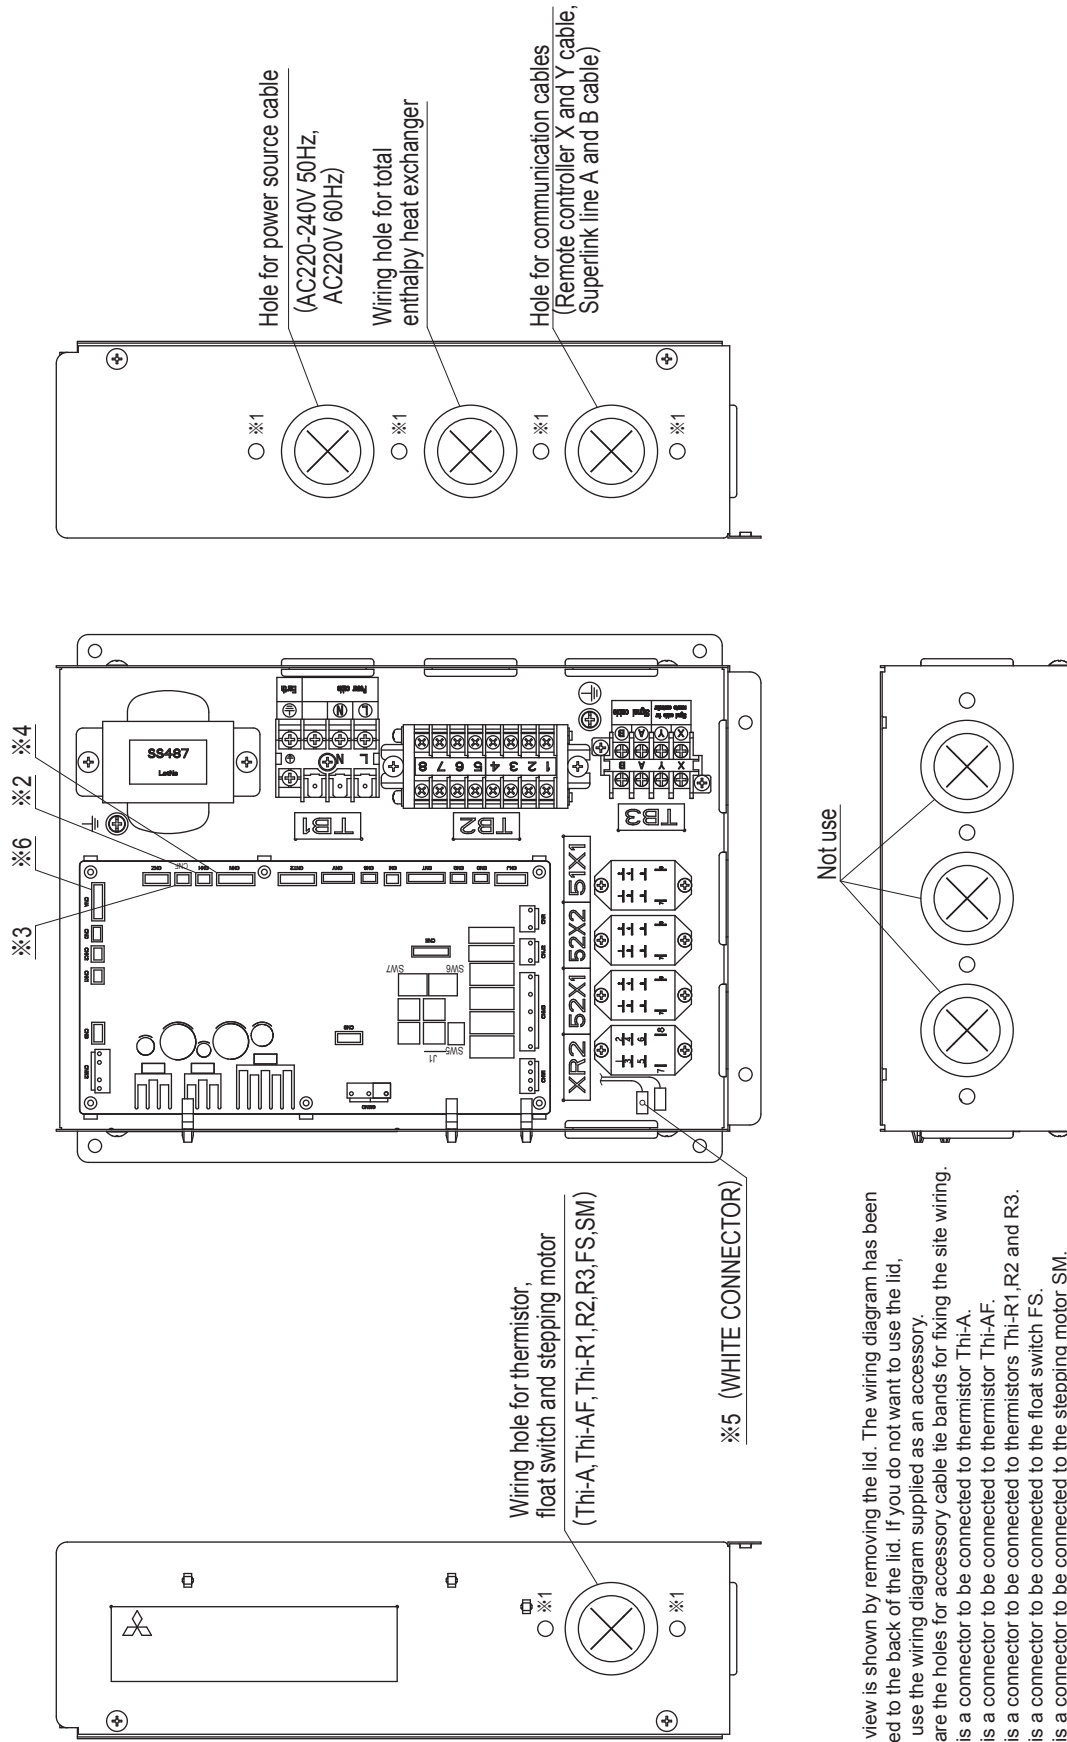 Hole for power source cable
(AC220-240V 50Hz,
AC220V 60Hz)
Wiring hole for total
enthalpy heat exchanger
Hole for communication cables
(Remote controller X and Y cable,
Superlink line A and B cable)
※1
※1
※1
※1
※3
※6
※2
※4
SS487
LotNo
Earth
Power cable
L
N
L
N
TB1
8 7 6 5 4 3 2 1
TB2
Signal cable
B A Y X
B A Y X
TB3
SW7
SW6
SW5
J1
XR2 52X1 52X2 51X1
※5 (WHITE CONNECTOR)
Wiring hole for thermistor,
float switch and stepping motor
(Thi-A,Thi-AF,Thi-R1,R2,R3,FS,SM)
※1
※1
Not use
view is shown by removing the lid. The wiring diagram has been
ed to the back of the lid. If you do not want to use the lid,
use the wiring diagram supplied as an accessory.
are the holes for accessory cable tie bands for fixing the site wiring.
is a connector to be connected to thermistor Thi-A.
is a connector to be connected to thermistor Thi-AF.
is a connector to be connected to thermistors Thi-R1,R2 and R3.
is a connector to be connected to the float switch FS.
is a connector to be connected to the stepping motor SM.